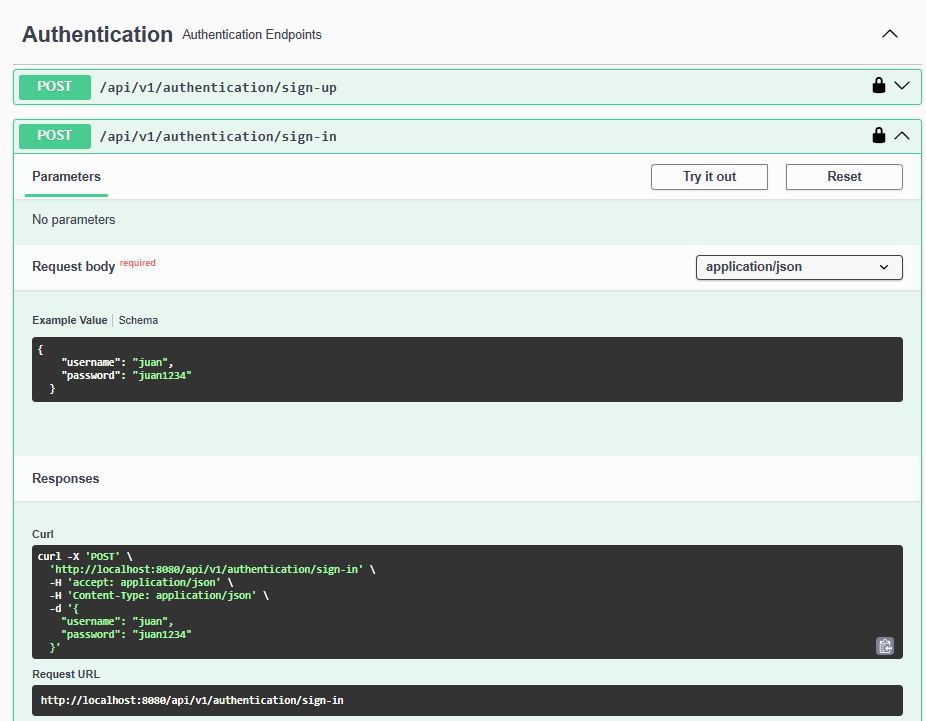 Authentication Authentication Endpoints
POST /api/v1/authentication/sign-up
POST /api/v1/authentication/sign-in
Parameters
Try it out
Reset
No parameters
Request body required
application/json
Example Value Schema
{
    "username": "juan",
    "password": "juan1234"
  }
Responses
Curl
curl -X 'POST' \
  'http://localhost:8080/api/v1/authentication/sign-in' \
  -H 'accept: application/json' \
  -H 'Content-Type: application/json' \
  -d '{
    "username": "juan",
    "password": "juan1234"
  }'
Request URL
http://localhost:8080/api/v1/authentication/sign-in